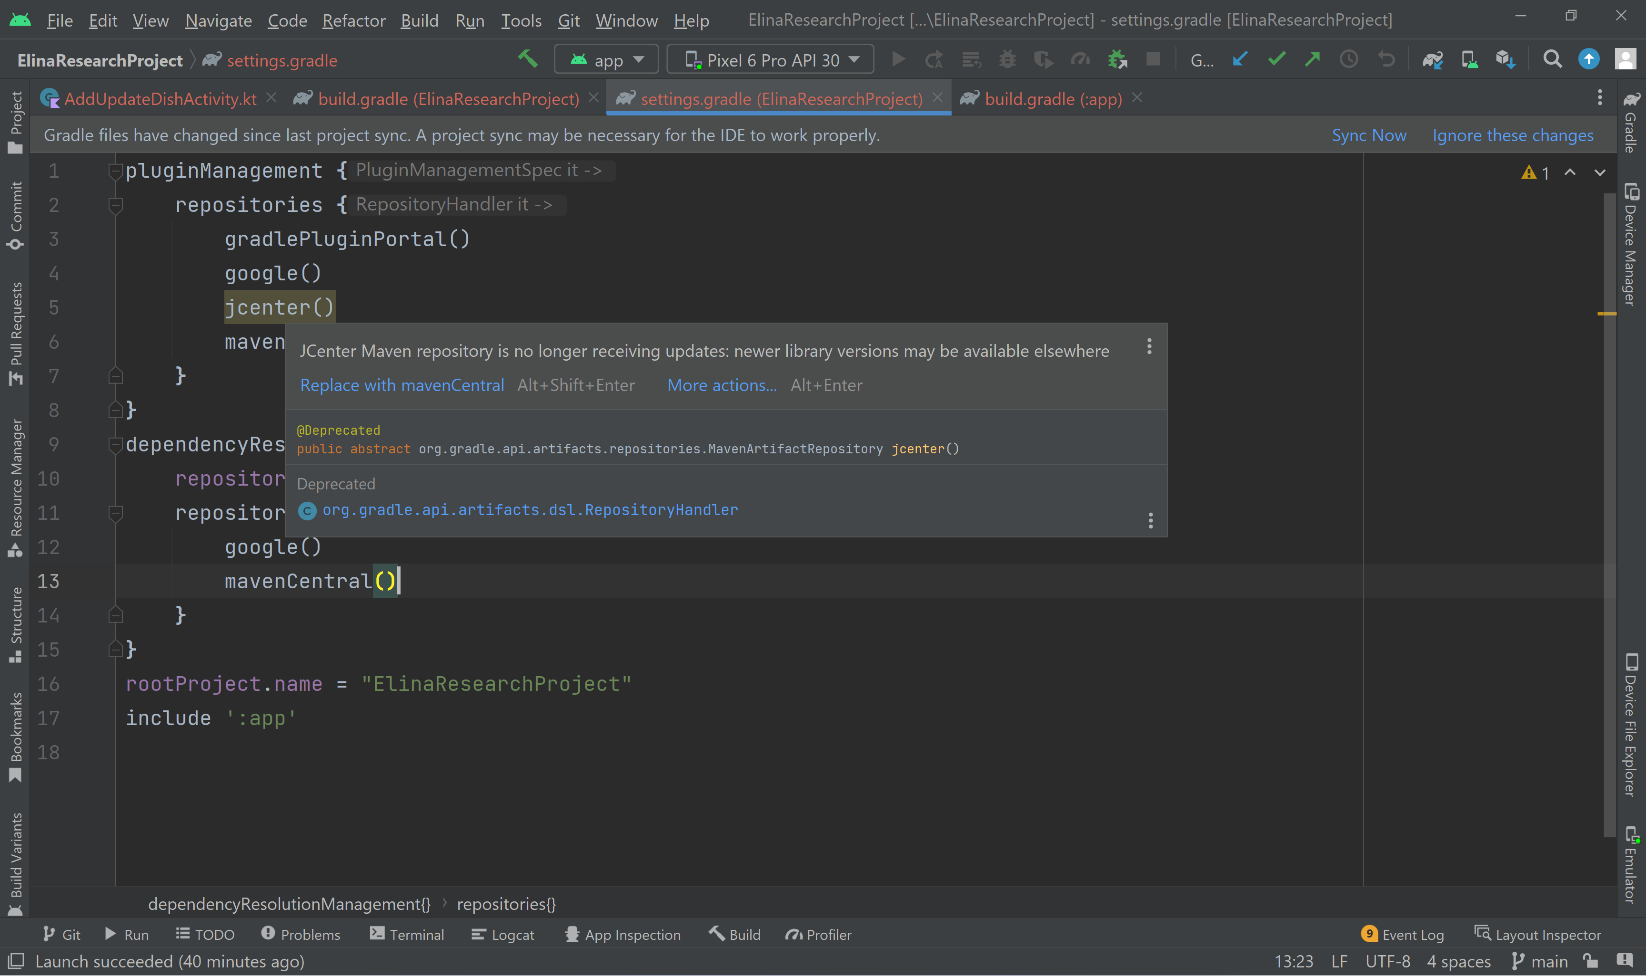 File Edit View Navigate Code Refactor Build Run Tools Git Window Help ElinaResearchProject [...\ElinaResearchProject] - settings.gradle [ElinaResearchProject]
ElinaResearchProject settings.gradle app Pixel 6 Pro API 30 G...
AddUpdateDishActivity.kt build.gradle (ElinaResearchProject) settings.gradle (ElinaResearchProject) build.gradle (:app)
Gradle files have changed since last project sync. A project sync may be necessary for the IDE to work properly. Sync Now Ignore these changes
1 pluginManagement { PluginManagementSpec it -> 1
2 repositories { RepositoryHandler it ->
3 gradlePluginPortal()
4 google()
5 jcenter()
6 maven
7 }
8 }
9 dependencyRes
10 repositor
11 repositor
12 google()
13 mavenCentral()
14 }
15 }
16 rootProject.name = "ElinaResearchProject"
17 include ':app'
18
JCenter Maven repository is no longer receiving updates: newer library versions may be available elsewhere
Replace with mavenCentral Alt+Shift+Enter More actions... Alt+Enter
@Deprecated
public abstract org.gradle.api.artifacts.repositories.MavenArtifactRepository jcenter()
Deprecated
C org.gradle.api.artifacts.dsl.RepositoryHandler
Project
Commit
Pull Requests
Resource Manager
Structure
Bookmarks
Build Variants
Gradle
Device Manager
Device File Explorer
Emulator
dependencyResolutionManagement{} repositories{}
Git Run TODO Problems Terminal Logcat App Inspection Build Profiler 9 Event Log Layout Inspector
Launch succeeded (40 minutes ago) 13:23 LF UTF-8 4 spaces main